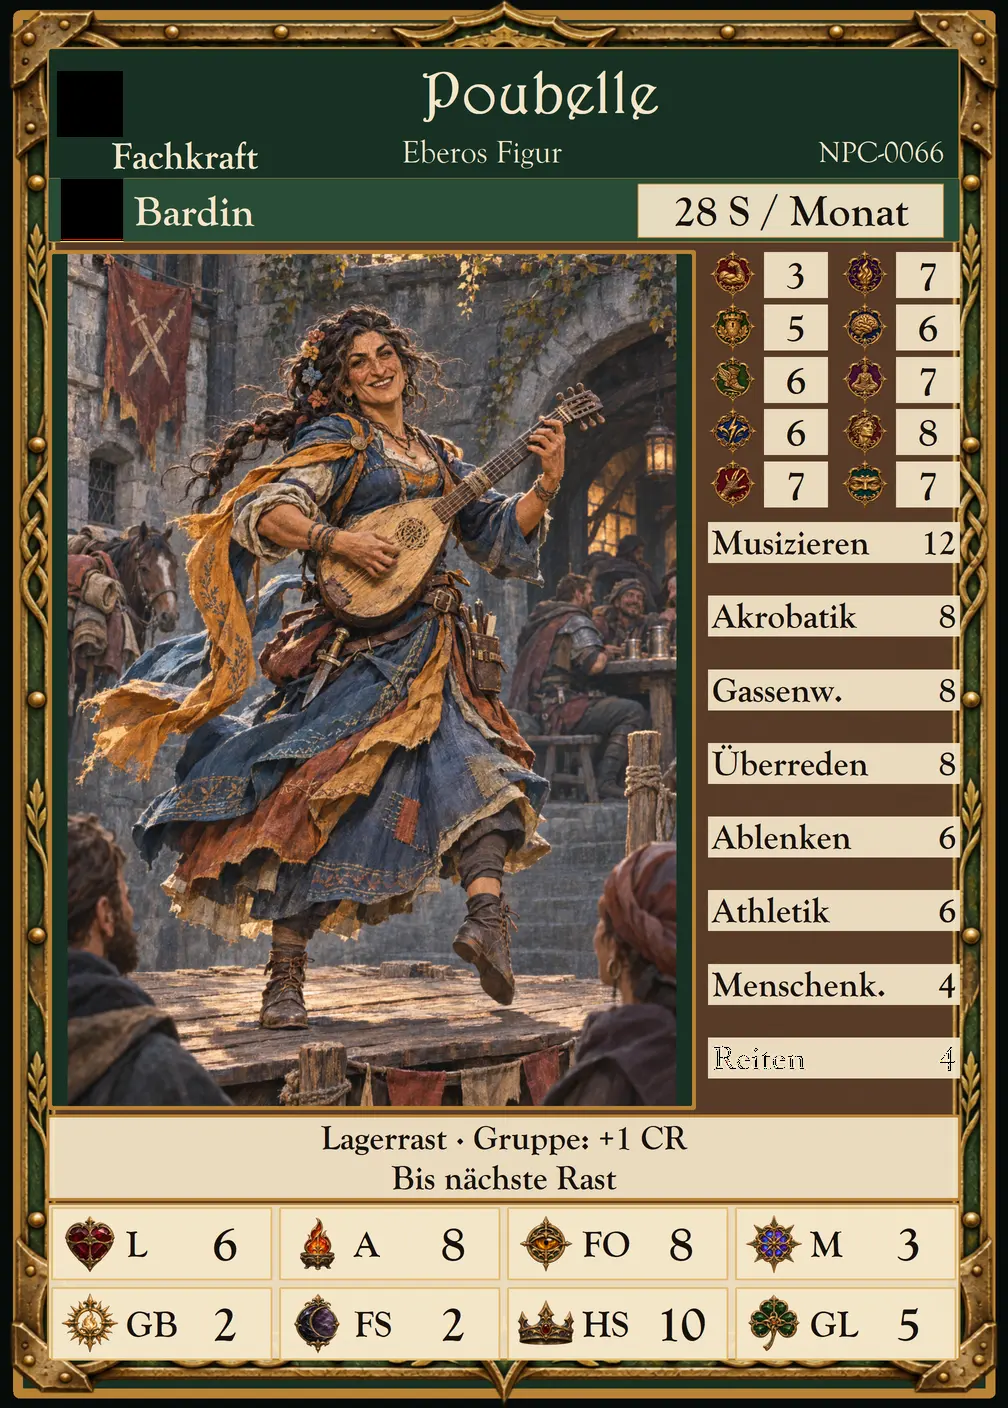 Poubelle
Fachkraft
Eberos Figur
NPC-0066
Bardin
28 S / Monat
3 7
5 6
6 7
6 8
7 7
Musizieren 12
Akrobatik 8
Gassenw. 8
Überreden 8
Ablenken 6
Athletik 6
Menschenk. 4
Reiten 4
Lagerrast · Gruppe: +1 CR
Bis nächste Rast
L 6 A 8 FO 8 M 3
GB 2 FS 2 HS 10 GL 5